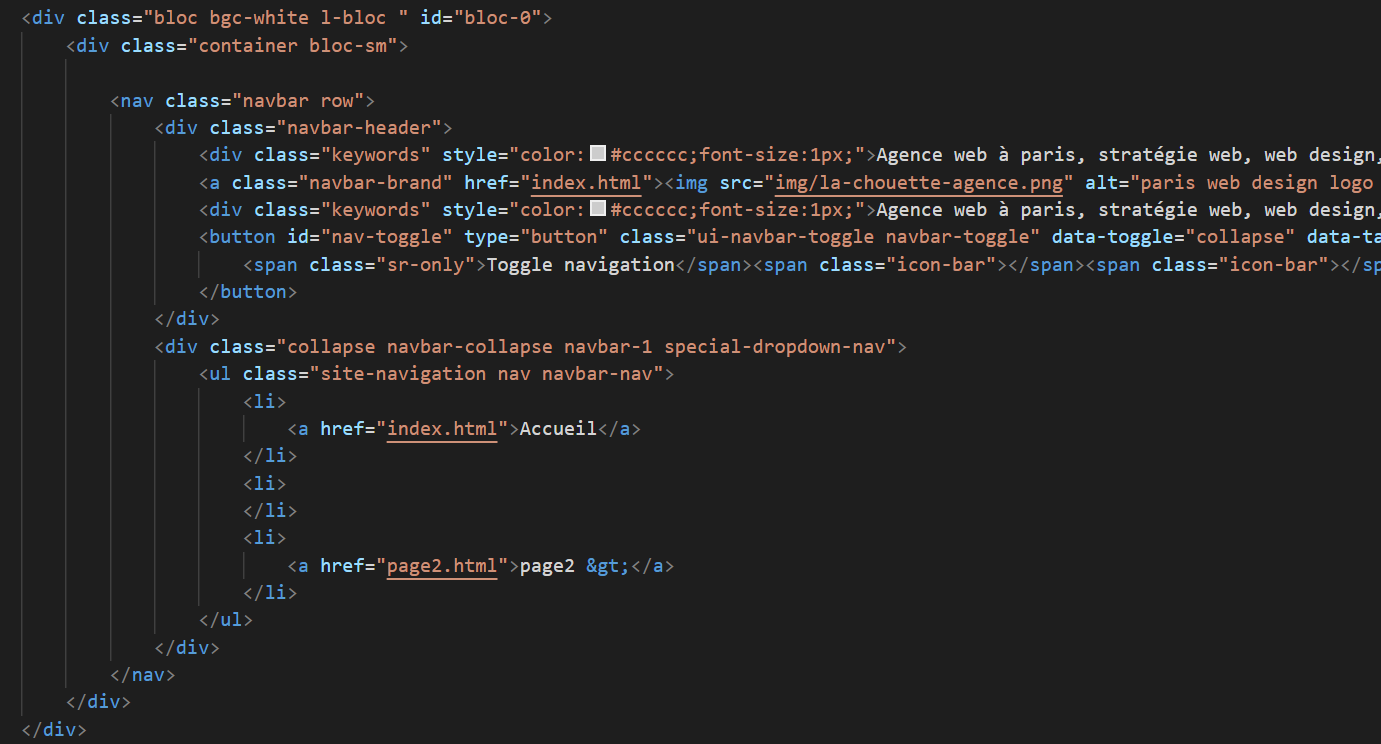 <div class="bloc bgc-white l-bloc " id="bloc-0">
<div class="container bloc-sm">
<nav class="navbar row">
<div class="navbar-header">
<div class="keywords" style="color:#cccccc;font-size:1px;">Agence web à paris, stratégie web, web design,
<a class="navbar-brand" href="index.html"><img src="img/la-chouette-agence.png" alt="paris web design logo
<div class="keywords" style="color:#cccccc;font-size:1px;">Agence web à paris, stratégie web, web design,
<button id="nav-toggle" type="button" class="ui-navbar-toggle navbar-toggle" data-toggle="collapse" data-ta
<span class="sr-only">Toggle navigation</span><span class="icon-bar"></span><span class="icon-bar"></sp
</button>
</div>
<div class="collapse navbar-collapse navbar-1 special-dropdown-nav">
<ul class="site-navigation nav navbar-nav">
<li>
<a href="index.html">Accueil</a>
</li>
<li>
</li>
<li>
<a href="page2.html">page2 &gt;</a>
</li>
</ul>
</div>
</nav>
</div>
</div>